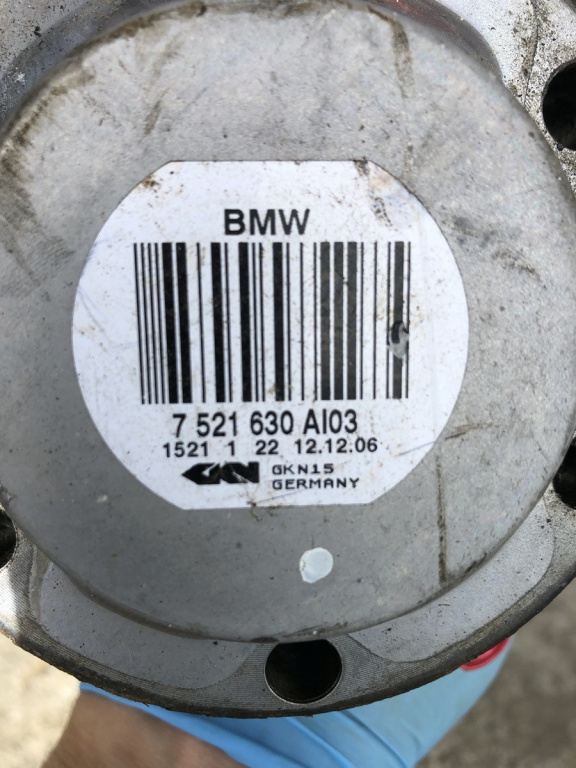 BMW
7 521 630 AI03
1521 1 22 12.12.06
GKN GKN15
GERMANY